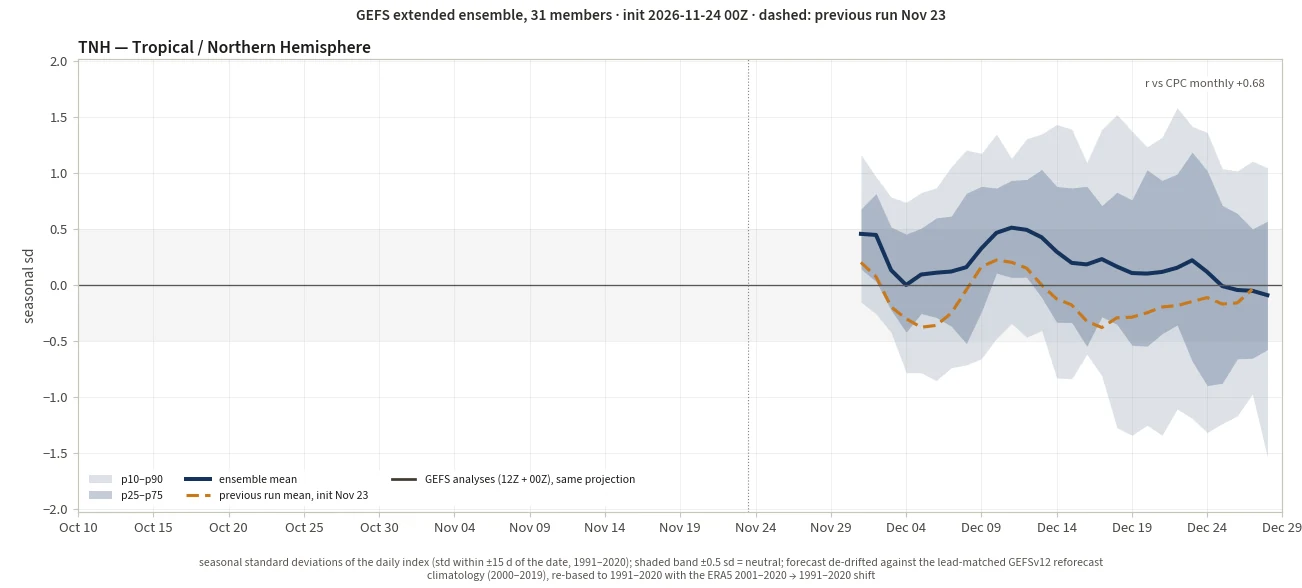 GEFS extended ensemble, 31 members · init 2026-11-24 00Z · dashed: previous run Nov 23
TNH — Tropical / Northern Hemisphere
r vs CPC monthly +0.68
seasonal sd
2.0
1.5
1.0
0.5
0.0
−0.5
−1.0
−1.5
−2.0
p10–p90
ensemble mean
GEFS analyses (12Z + 00Z), same projection
p25–p75
previous run mean, init Nov 23
Oct 10
Oct 15
Oct 20
Oct 25
Oct 30
Nov 04
Nov 09
Nov 14
Nov 19
Nov 24
Nov 29
Dec 04
Dec 09
Dec 14
Dec 19
Dec 24
Dec 29
seasonal standard deviations of the daily index (std within ±15 d of the date, 1991–2020); shaded band ±0.5 sd = neutral; forecast de-drifted against the lead-matched GEFSv12 reforecast
climatology (2000–2019), re-based to 1991–2020 with the ERA5 2001–2020 → 1991–2020 shift